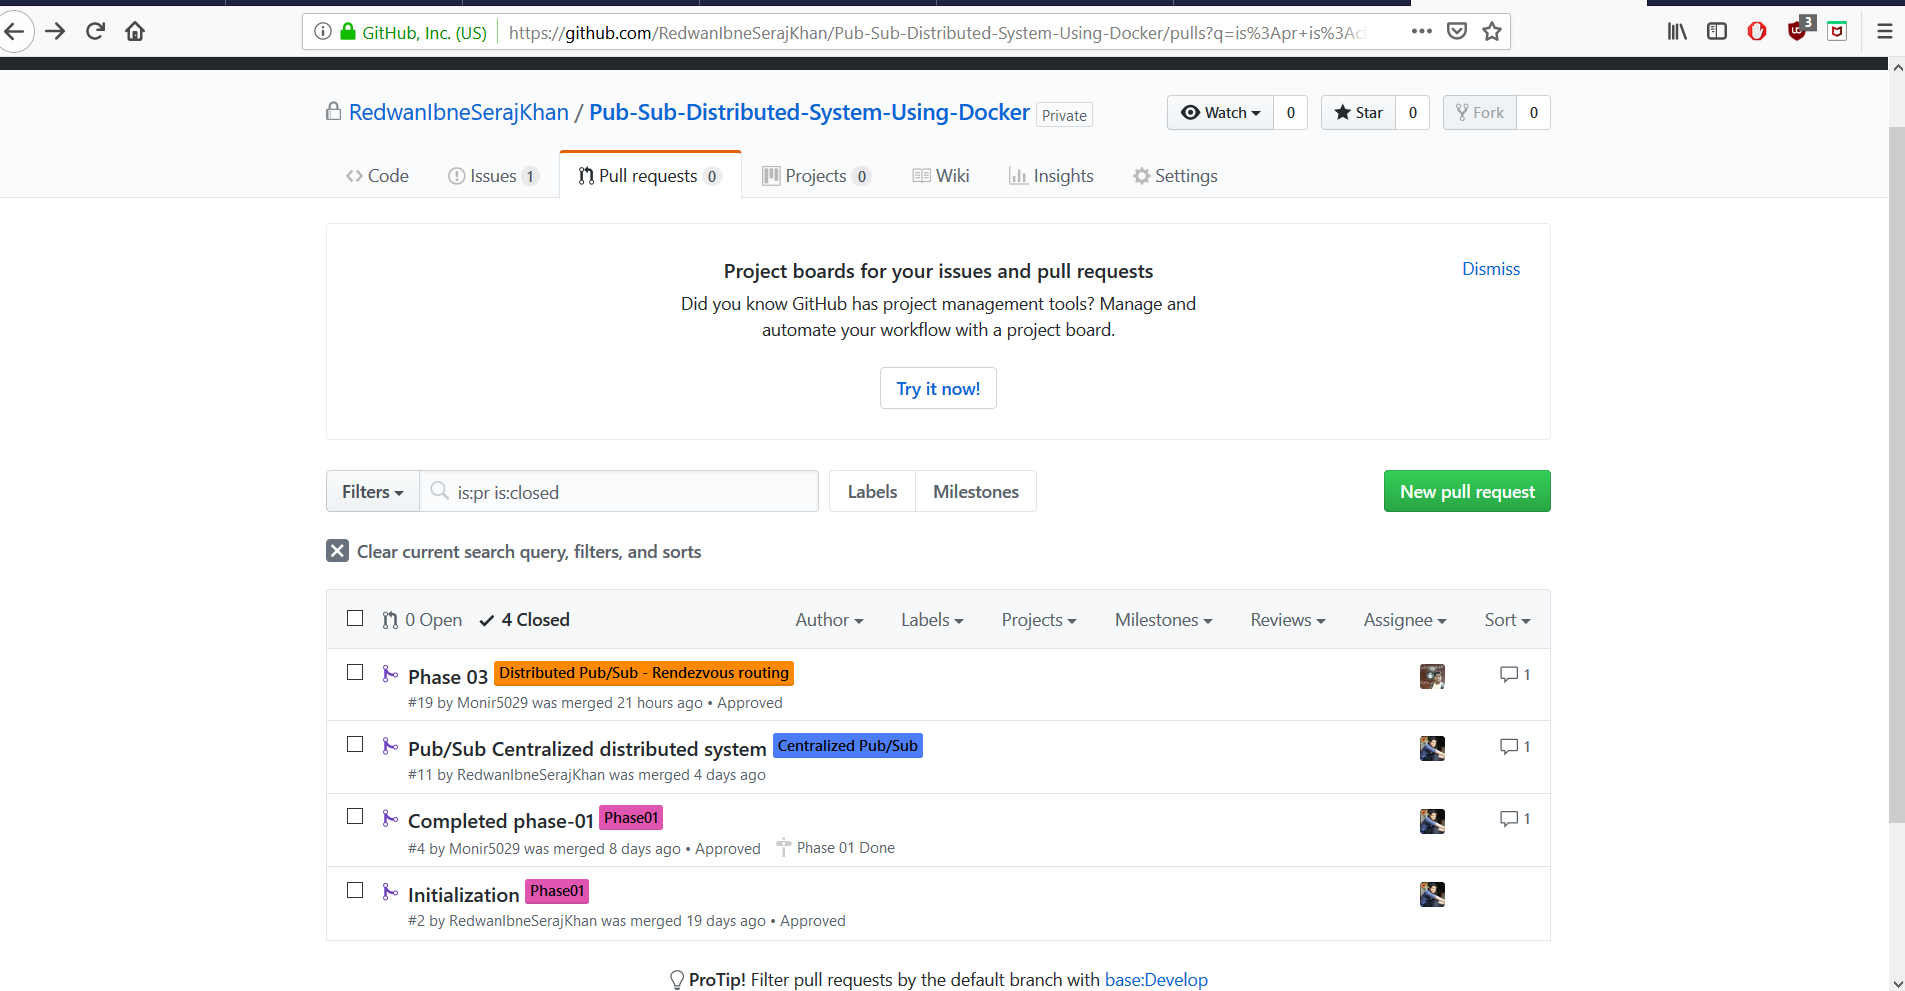 GitHub, Inc. (US) https://github.com/RedwanIbneSerajKhan/Pub-Sub-Distributed-System-Using-Docker/pulls?q=is%3Apr+is%3Acl
3
RedwanIbneSerajKhan / Pub-Sub-Distributed-System-Using-Docker Private
Watch 0 Star 0 Fork 0
Code Issues 1 Pull requests 0 Projects 0 Wiki Insights Settings
Project boards for your issues and pull requests
Dismiss
Did you know GitHub has project management tools? Manage and
automate your workflow with a project board.
Try it now!
Filters is:pr is:closed Labels Milestones New pull request
Clear current search query, filters, and sorts
0 Open 4 Closed Author Labels Projects Milestones Reviews Assignee Sort
Phase 03 Distributed Pub/Sub - Rendezvous routing 1
#19 by Monir5029 was merged 21 hours ago • Approved
Pub/Sub Centralized distributed system Centralized Pub/Sub 1
#11 by RedwanIbneSerajKhan was merged 4 days ago
Completed phase-01 Phase01 1
#4 by Monir5029 was merged 8 days ago • Approved Phase 01 Done
Initialization Phase01
#2 by RedwanIbneSerajKhan was merged 19 days ago • Approved
ProTip! Filter pull requests by the default branch with base:Develop